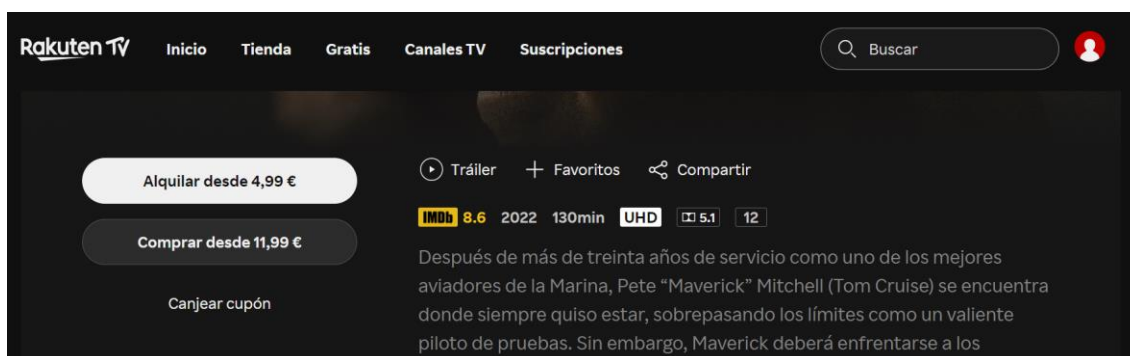 Rakuten TV Inicio Tienda Gratis Canales TV Suscripciones Buscar
Alquilar desde 4,99 €
Comprar desde 11,99 €
Canjear cupón
Tráiler Favoritos Compartir
IMDb 8.6 2022 130min UHD 5.1 12
Después de más de treinta años de servicio como uno de los mejores
aviadores de la Marina, Pete “Maverick” Mitchell (Tom Cruise) se encuentra
donde siempre quiso estar, sobrepasando los límites como un valiente
piloto de pruebas. Sin embargo, Maverick deberá enfrentarse a los